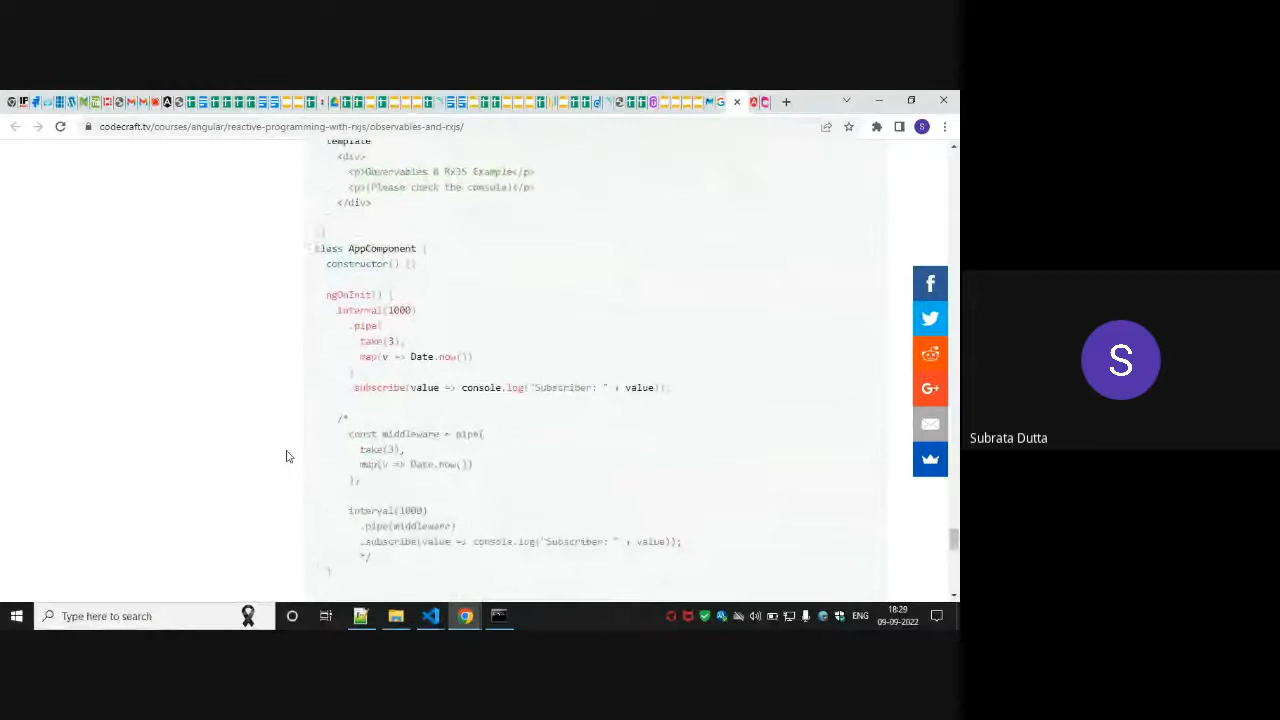 codecraft.tv/courses/angular/reactive-programming-with-rxjs/observables-and-rxjs/
template
<div>
<p>Observables & RxJS Example</p>
<p>(Please check the console)</p>
</div>
}
class AppComponent {
constructor() {}
ngOnInit() {
interval(1000)
.pipe(
take(3),
map(v => Date.now())
)
.subscribe(value => console.log("Subscriber: " + value));
/*
const middleware = pipe(
take(3),
map(v => Date.now())
);
interval(1000)
.pipe(middleware)
.subscribe(value => console.log("Subscriber: " + value));
*/
}
f
G+
S
Subrata Dutta
Type here to search
ENG
18:29
09-09-2022